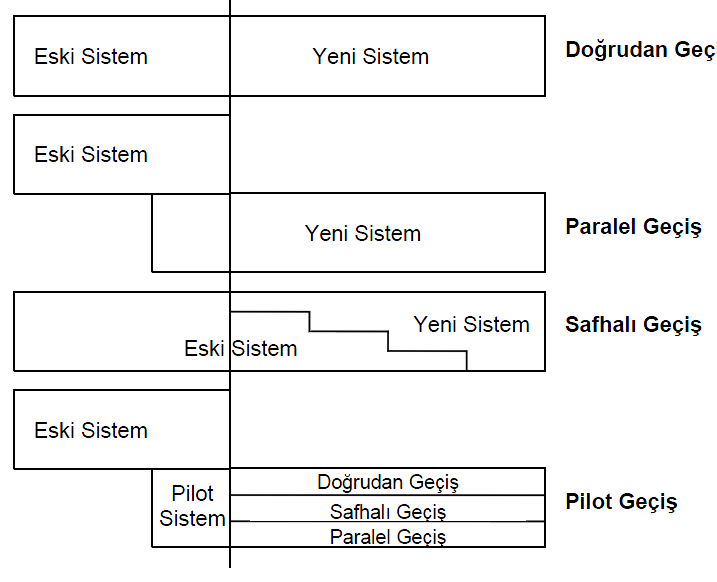 Eski Sistem
Yeni Sistem
Doğrudan Geç
Eski Sistem
Yeni Sistem
Paralel Geçiş
Yeni Sistem
Safhalı Geçiş
Eski Sistem
Eski Sistem
Pilot
Sistem
Doğrudan Geçiş
Safhalı Geçiş
Paralel Geçiş
Pilot Geçiş